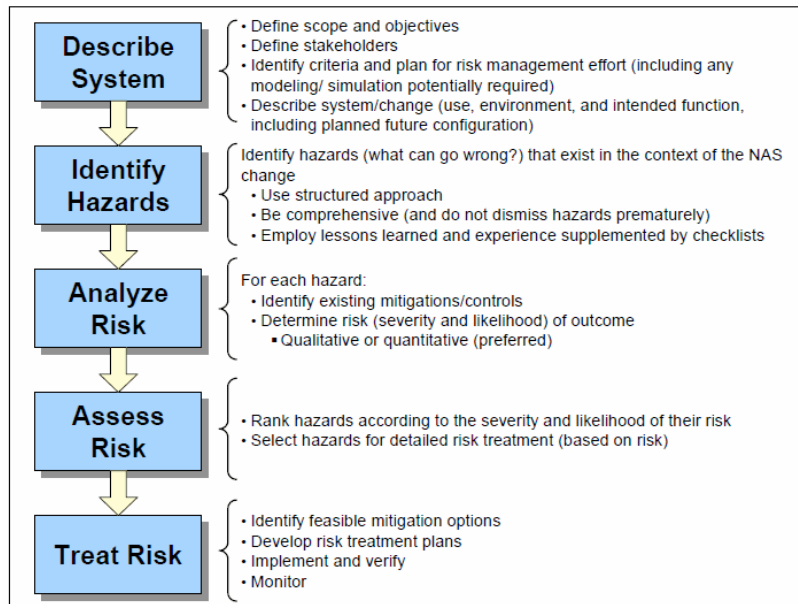 Describe
System
• Define scope and objectives
• Define stakeholders
• Identify criteria and plan for risk management effort (including any
modeling/ simulation potentially required)
• Describe system/change (use, environment, and intended function,
including planned future configuration)
Identify
Hazards
Identify hazards (what can go wrong?) that exist in the context of the NAS
change
• Use structured approach
• Be comprehensive (and do not dismiss hazards prematurely)
• Employ lessons learned and experience supplemented by checklists
Analyze
Risk
For each hazard:
• Identify existing mitigations/controls
• Determine risk (severity and likelihood) of outcome
▪ Qualitative or quantitative (preferred)
Assess
Risk
• Rank hazards according to the severity and likelihood of their risk
• Select hazards for detailed risk treatment (based on risk)
Treat Risk
• Identify feasible mitigation options
• Develop risk treatment plans
• Implement and verify
• Monitor